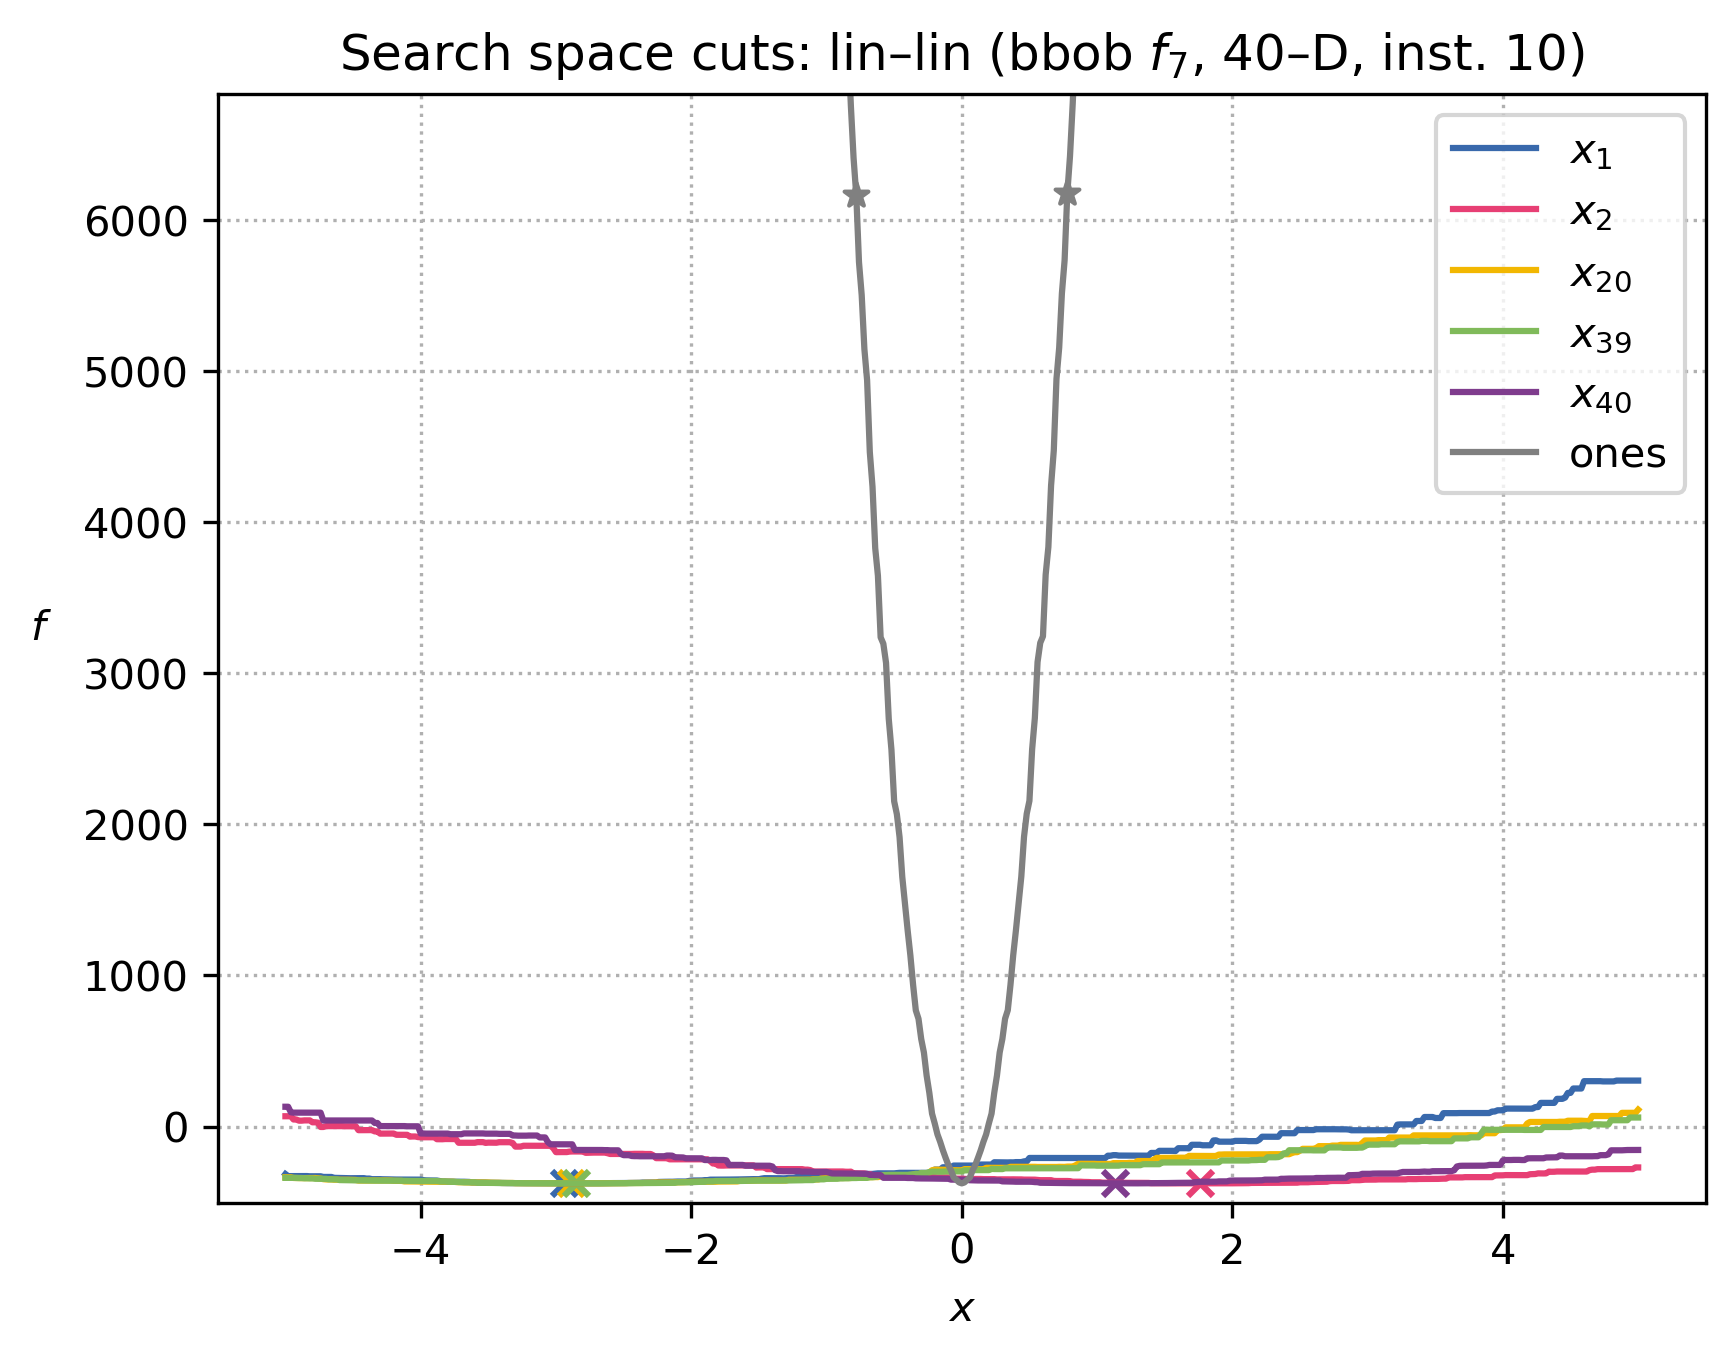 Search space cuts: lin–lin (bbob f₇, 40–D, inst. 10)
x₁
x₂
x₂₀
x₃₉
x₄₀
ones
6000
5000
4000
3000
2000
1000
0
f
−4 −2 0 2 4
x